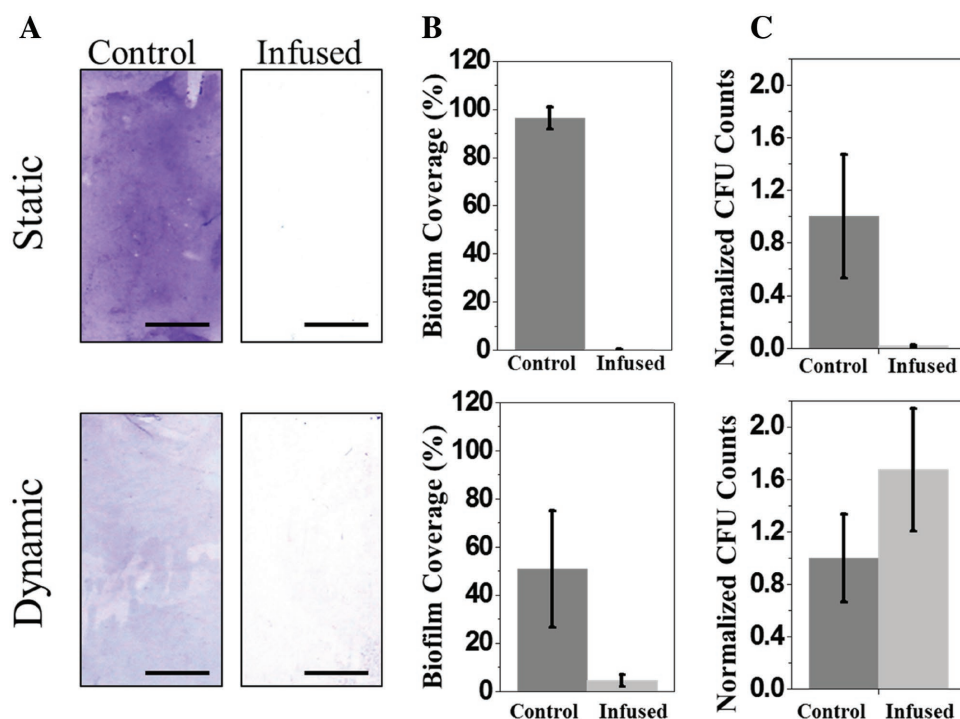 A
B
C
Control
Infused
Static
Dynamic
Biofilm Coverage (%)
120
100
80
60
40
20
0
Control
Infused
Normalized CFU Counts
2.0
1.6
1.2
0.8
0.4
0.0
Control
Infused
Biofilm Coverage (%)
120
100
80
60
40
20
0
Control
Infused
Normalized CFU Counts
2.0
1.6
1.2
0.8
0.4
0.0
Control
Infused